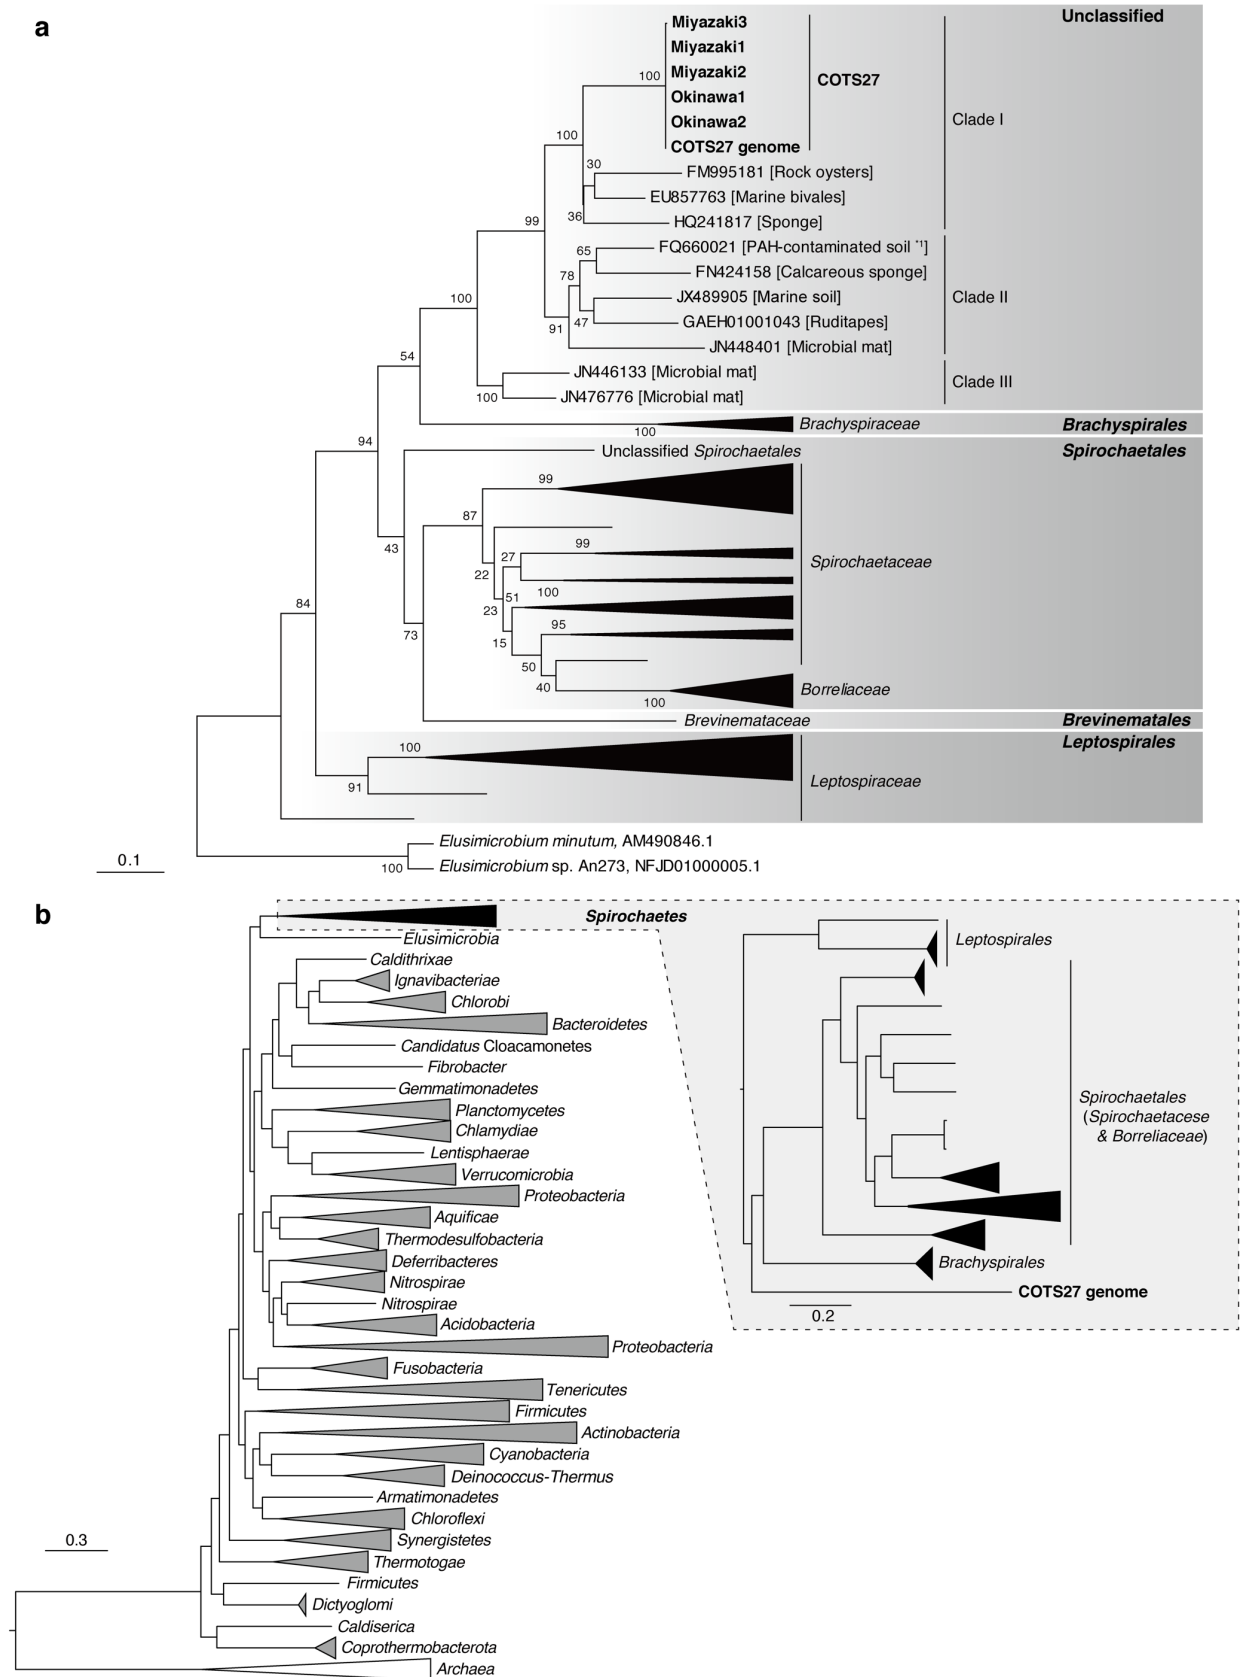 a
Unclassified
Miyazaki3
Miyazaki1
Miyazaki2
Okinawa1
Okinawa2
COTS27 genome
COTS27
100
100
30
FM995181 [Rock oysters]
EU857763 [Marine bivales]
36
HQ241817 [Sponge]
Clade I
99
65
FQ660021 [PAH-contaminated soil *1]
FN424158 [Calcareous sponge]
78
JX489905 [Marine soil]
47
GAEH01001043 [Ruditapes]
91
JN448401 [Microbial mat]
Clade II
100
JN446133 [Microbial mat]
100
JN476776 [Microbial mat]
Clade III
54
100
Brachyspiraceae
Brachyspirales
94
Unclassified Spirochaetales
Spirochaetales
99
87
43
99
27
22
100
51
23
95
15
50
40
100
73
Spirochaetaceae
Borreliaceae
Brevinemataceae
Brevinematales
84
Leptospirales
100
91
Leptospiraceae
Elusimicrobium minutum, AM490846.1
100
Elusimicrobium sp. An273, NFJD01000005.1
0.1
b
Spirochaetes
Elusimicrobia
Caldithrixae
Ignavibacteriae
Chlorobi
Bacteroidetes
Candidatus Cloacamonetes
Fibrobacter
Gemmatimonadetes
Planctomycetes
Chlamydiae
Lentisphaerae
Verrucomicrobia
Proteobacteria
Aquificae
Thermodesulfobacteria
Deferribacteres
Nitrospirae
Nitrospirae
Acidobacteria
Proteobacteria
Fusobacteria
Tenericutes
Firmicutes
Actinobacteria
Cyanobacteria
Deinococcus-Thermus
Armatimonadetes
Chloroflexi
Synergistetes
Thermotogae
Firmicutes
Dictyoglomi
Caldiserica
Coprothermobacterota
Archaea
0.3
Leptospirales
Spirochaetales
(Spirochaetacese
& Borreliaceae)
Brachyspirales
COTS27 genome
0.2